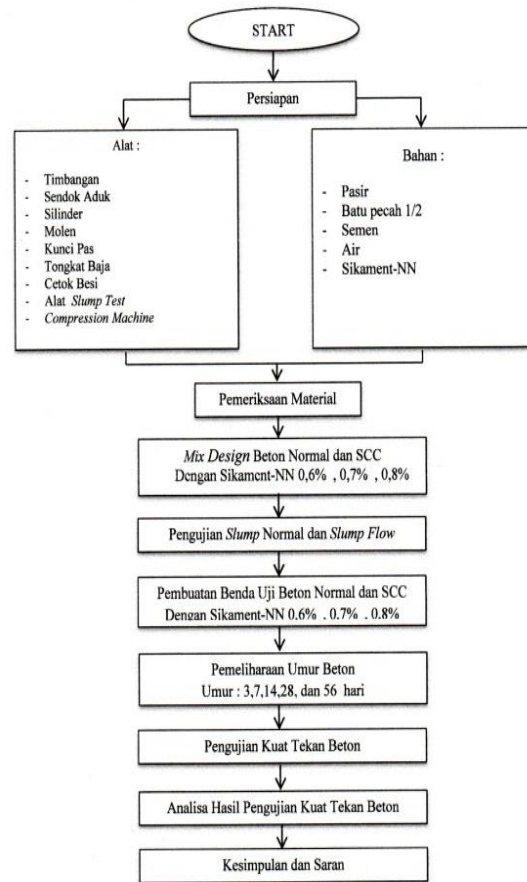 START
Persiapan
Alat :
- Timbangan
- Sendok Aduk
- Silinder
- Molen
- Kunci Pas
- Tongkat Baja
- Cetok Besi
- Alat Slump Test
- Compression Machine
Bahan :
- Pasir
- Batu pecah 1/2
- Semen
- Air
- Sikament-NN
Pemeriksaan Material
Mix Design Beton Normal dan SCC
Dengan Sikament-NN 0,6% , 0,7% , 0,8%
Pengujian Slump Normal dan Slump Flow
Pembuatan Benda Uji Beton Normal dan SCC
Dengan Sikament-NN 0.6% . 0.7% . 0.8%
Pemeliharaan Umur Beton
Umur : 3,7,14,28, dan 56 hari
Pengujian Kuat Tekan Beton
Analisa Hasil Pengujian Kuat Tekan Beton
Kesimpulan dan Saran